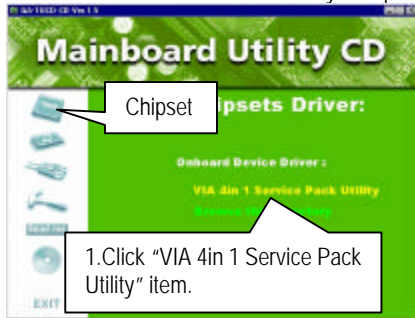 Mainboard Utility CD
Chipset
ipsets Driver:
Onboard Device Driver :
VIA 4in 1 Service Pack Utility
1.Click “VIA 4in 1 Service Pack
Utility” item.
EXIT